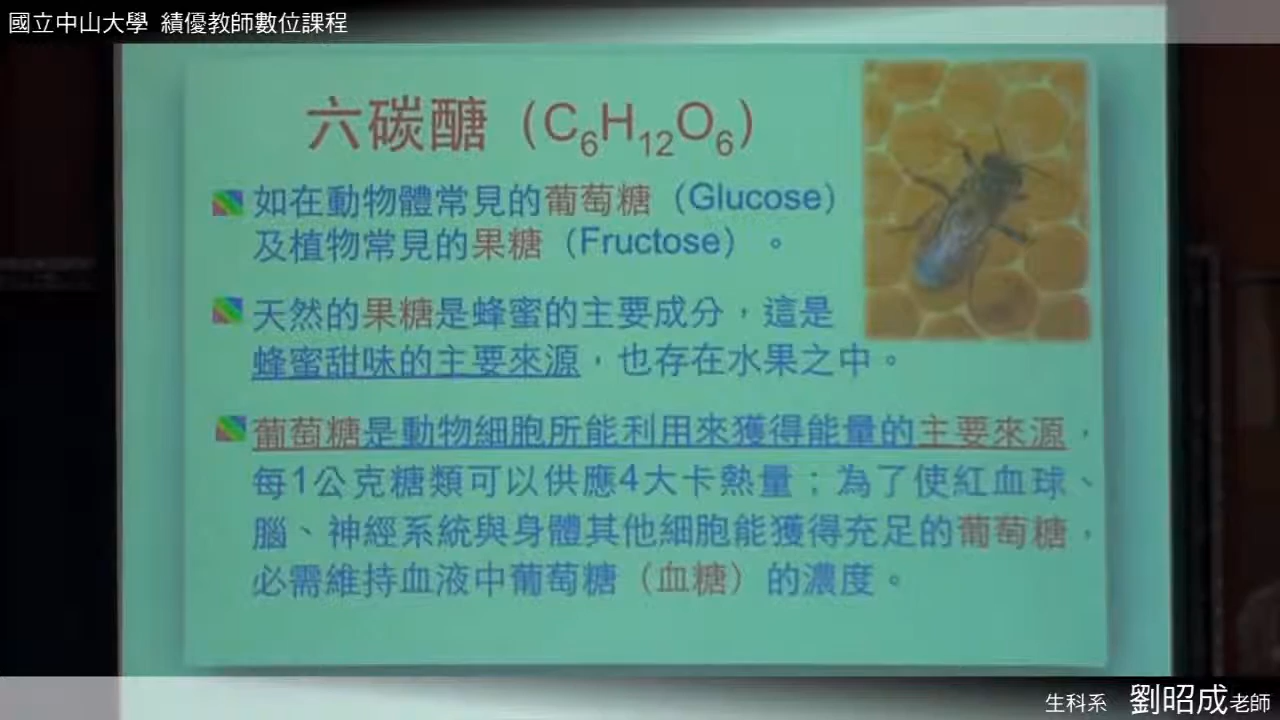 國立中山大學 績優教師數位課程
六碳醣（C6H12O6）
如在動物體常見的葡萄糖（Glucose）
及植物常見的果糖（Fructose）。
天然的果糖是蜂蜜的主要成分，這是
蜂蜜甜味的主要來源，也存在水果之中。
葡萄糖是動物細胞所能利用來獲得能量的主要來源，
每1公克糖類可以供應4大卡熱量；為了使紅血球、
腦、神經系統與身體其他細胞能獲得充足的葡萄糖，
必需維持血液中葡萄糖（血糖）的濃度。
生科系 劉昭成老師